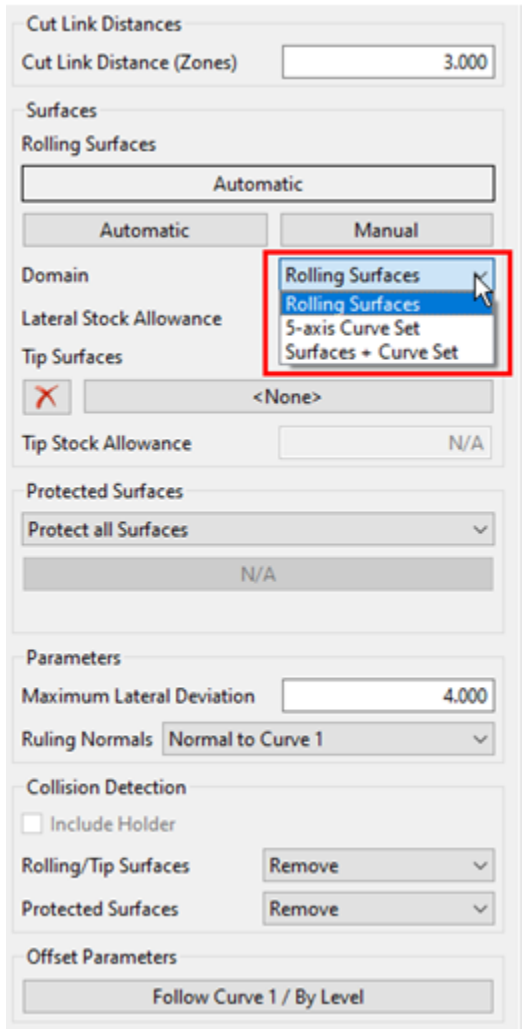 Cut Link Distances
Cut Link Distance (Zones) 3.000
Surfaces
Rolling Surfaces
Automatic
Automatic Manual
Domain Rolling Surfaces
Rolling Surfaces
Lateral Stock Allowance 5-axis Curve Set
Tip Surfaces Surfaces + Curve Set
<None>
Tip Stock Allowance N/A
Protected Surfaces
Protect all Surfaces
N/A
Parameters
Maximum Lateral Deviation 4.000
Ruling Normals Normal to Curve 1
Collision Detection
Include Holder
Rolling/Tip Surfaces Remove
Protected Surfaces Remove
Offset Parameters
Follow Curve 1 / By Level